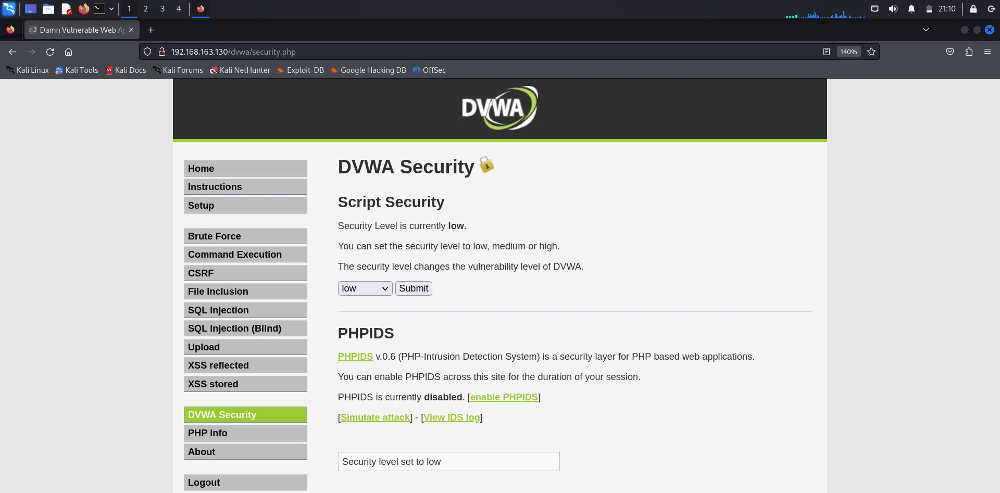 1 2 3 4
21:10
Damn Vulnerable Web Ap
192.168.163.130/dvwa/security.php
140%
Kali Linux Kali Tools Kali Docs Kali Forums Kali NetHunter Exploit-DB Google Hacking DB OffSec
DVWA
Home
Instructions
Setup
Brute Force
Command Execution
CSRF
File Inclusion
SQL Injection
SQL Injection (Blind)
Upload
XSS reflected
XSS stored
DVWA Security
PHP Info
About
Logout
DVWA Security
Script Security
Security Level is currently low.
You can set the security level to low, medium or high.
The security level changes the vulnerability level of DVWA.
low Submit
PHPIDS
PHPIDS v.0.6 (PHP-Intrusion Detection System) is a security layer for PHP based web applications.
You can enable PHPIDS across this site for the duration of your session.
PHPIDS is currently disabled. [enable PHPIDS]
[Simulate attack] - [View IDS log]
Security level set to low